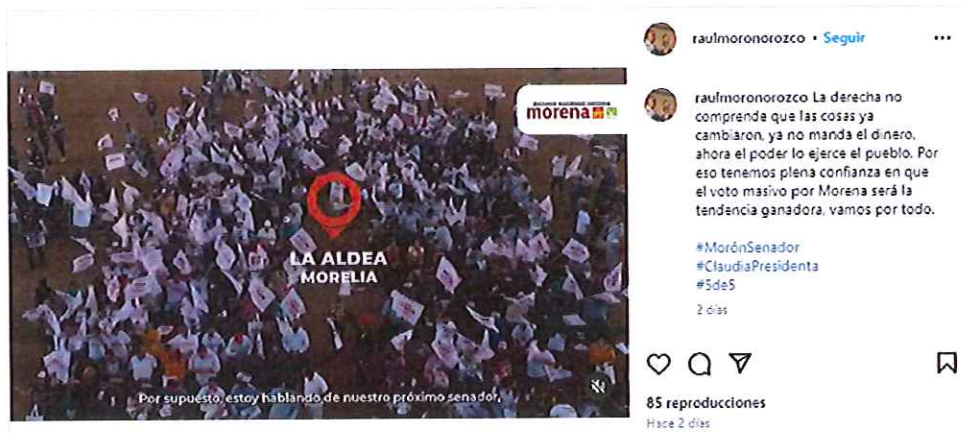 raulmoronorozco • Seguir
morena
LA ALDEA
MORELIA
Por supuesto, estoy hablando de nuestro próximo senador,
raulmoronorozco La derecha no
comprende que las cosas ya
cambiaron, ya no manda el dinero,
ahora el poder lo ejerce el pueblo. Por
eso tenemos plena confianza en que
el voto masivo por Morena será la
tendencia ganadora, vamos por todo.
#MorónSenador
#ClaudiaPresidenta
#5de5
2 días
85 reproducciones
Hace 2 días